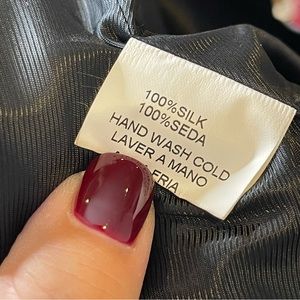 100%SILK
100%SEDA
HAND WASH COLD
LAVER A MANO
FRIA